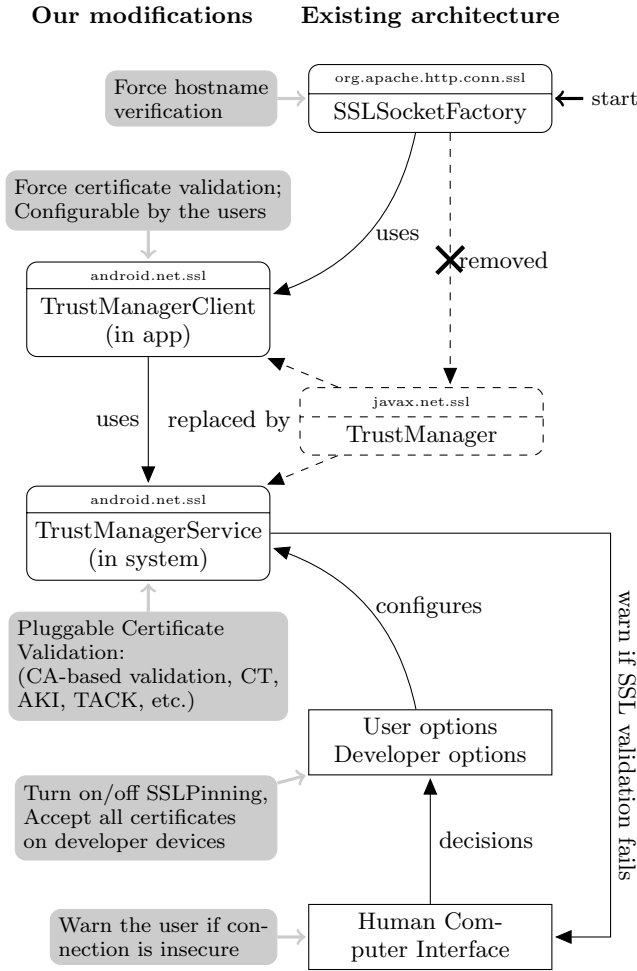 Our modifications
Existing architecture
Force hostname
verification
org.apache.http.conn.ssl
SSLSocketFactory
start
Force certificate validation;
Configurable by the users
uses
removed
android.net.ssl
TrustManagerClient
(in app)
uses
replaced by
javax.net.ssl
TrustManager
android.net.ssl
TrustManagerService
(in system)
configures
warn if SSL validation fails
Pluggable Certificate
Validation:
(CA-based validation, CT,
AKI, TACK, etc.)
User options
Developer options
Turn on/off SSLPinning,
Accept all certificates
on developer devices
decisions
Warn the user if con-
nection is insecure
Human Com-
puter Interface